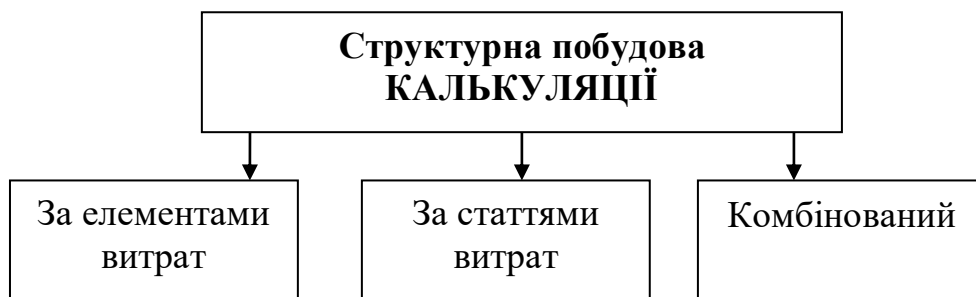 Структурна побудова
КАЛЬКУЛЯЦІЇ
За елементами
витрат
За статтями
витрат
Комбінований